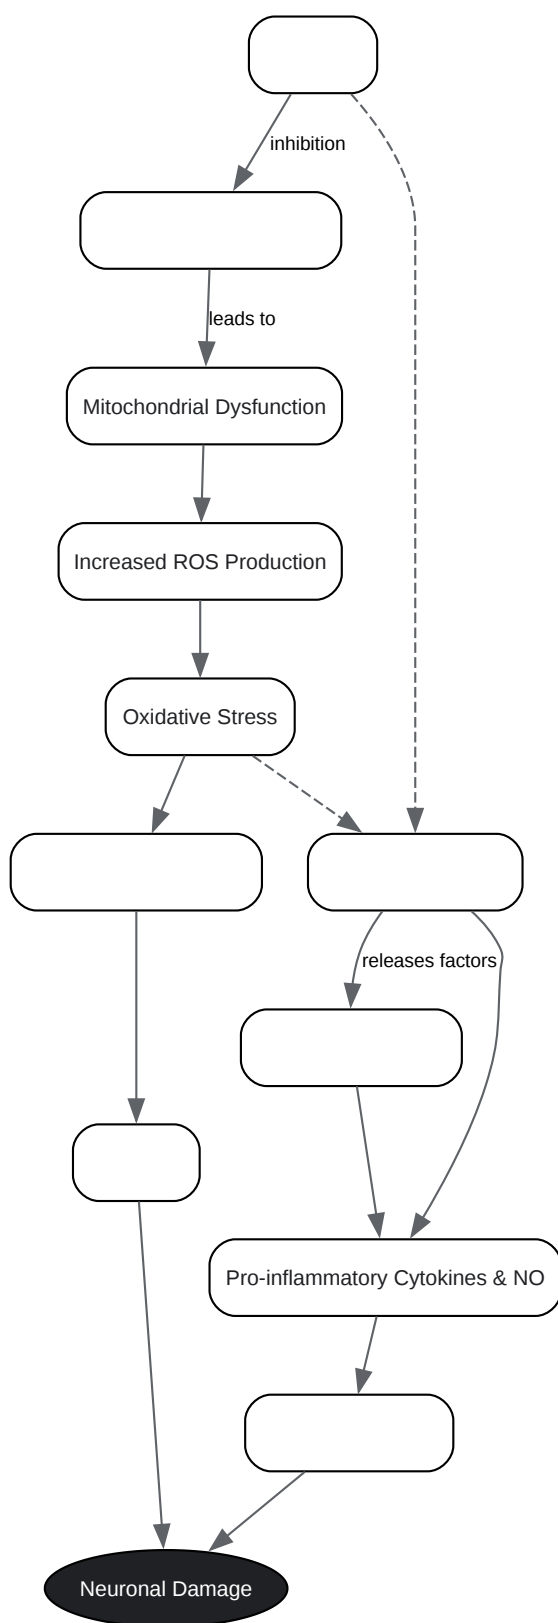 inhibition
leads to
Mitochondrial Dysfunction
Increased ROS Production
Oxidative Stress
releases factors
Pro-inflammatory Cytokines & NO
Neuronal Damage